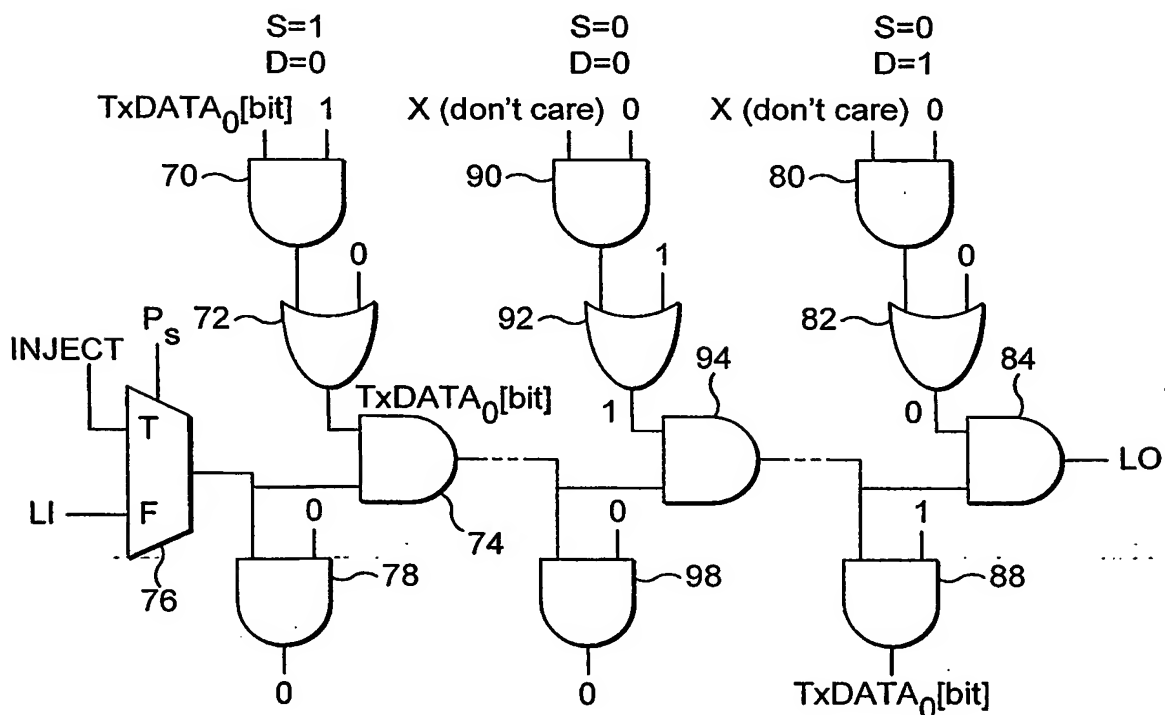 S=1 S=0 S=0
D=0 D=0 D=1
TxDATA0[bit] 1 X (don't care) 0 X (don't care) 0
70 90 80
0 1 0
72 92 82
Ps
INJECT
94 84
TxDATA0[bit]
1 0
T
LO
LI F
0 0 1
74
76 78 98 88
0 0 TxDATA0[bit]